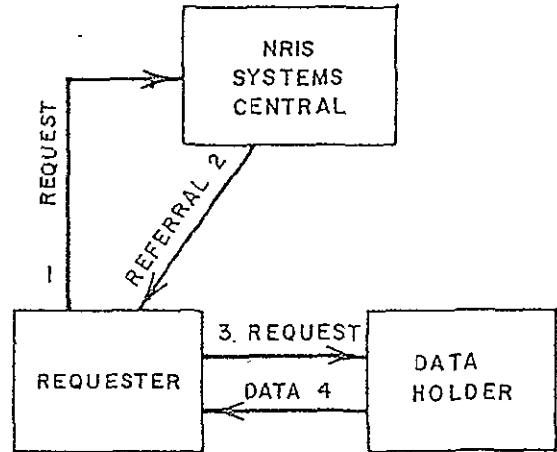 NRIS
SYSTEMS
CENTRAL
1 REQUEST
REFERRAL 2
3. REQUEST
REQUESTER
DATA
HOLDER
DATA 4